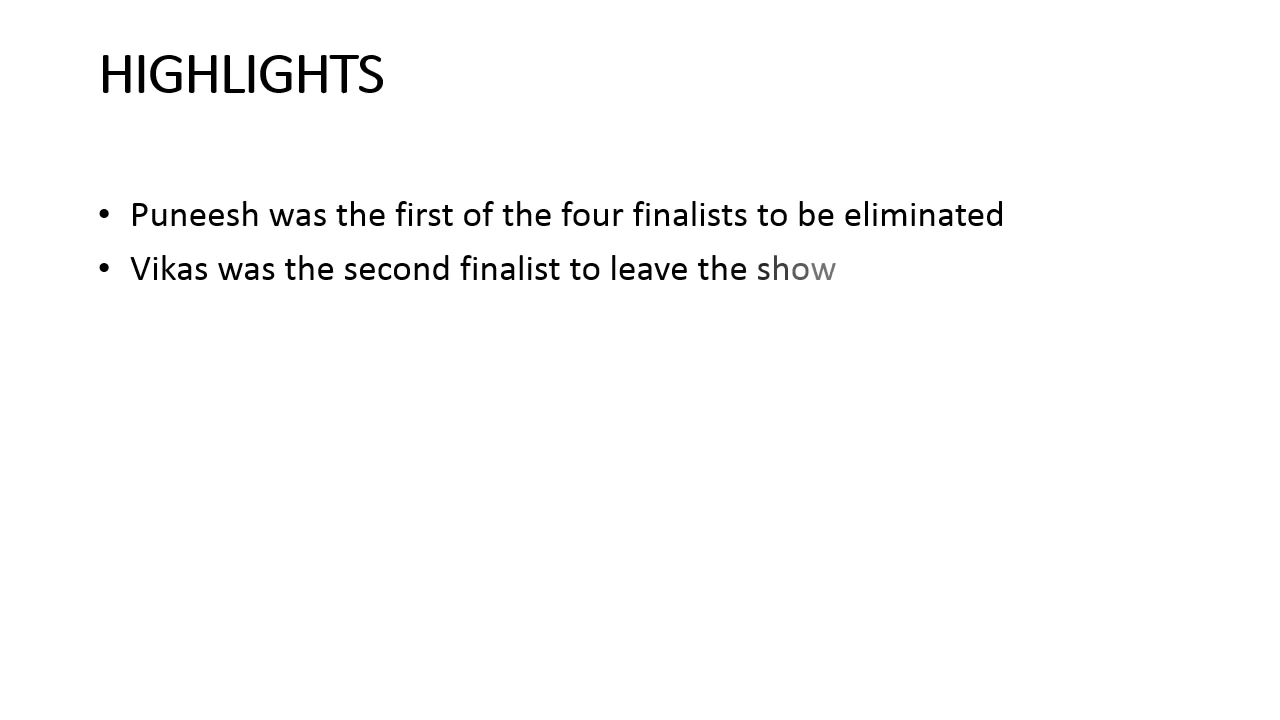 HIGHLIGHTS
• Puneesh was the first of the four finalists to be eliminated
• Vikas was the second finalist to leave the show